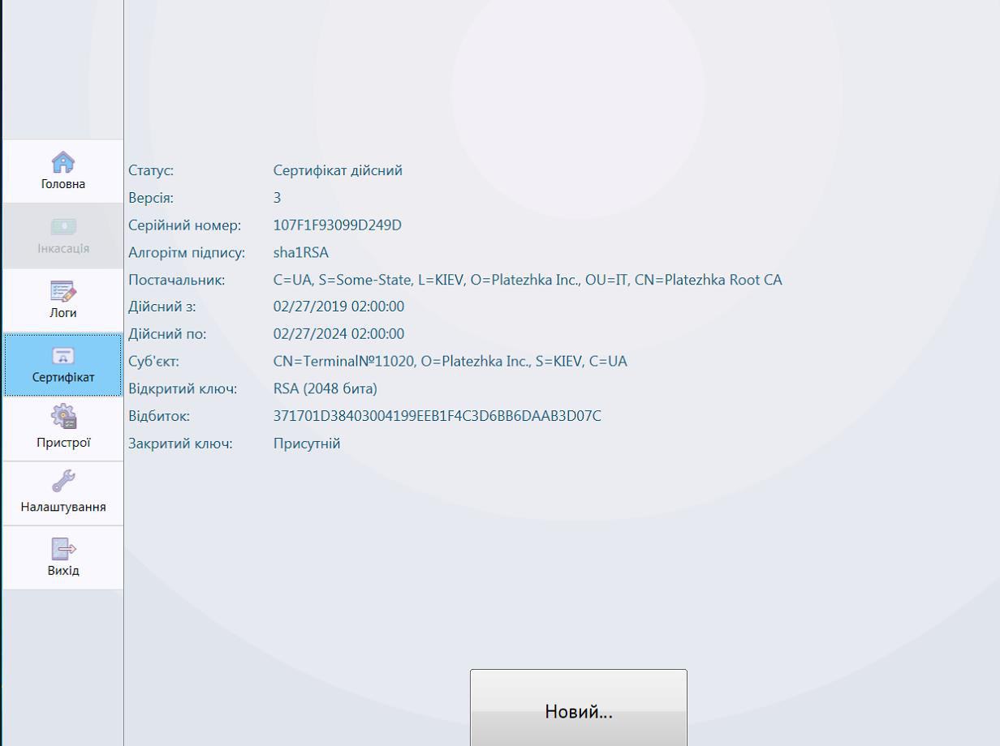 Головна
Інкасація
Логи
Сертифікат
Пристрої
Налаштування
Вихід
Статус: Сертифікат дійсний
Версія: 3
Серійний номер: 107F1F93099D249D
Алгорітм підпису: sha1RSA
Постачальник: C=UA, S=Some-State, L=KIEV, O=Platezhka Inc., OU=IT, CN=Platezhka Root CA
Дійсний з: 02/27/2019 02:00:00
Дійсний по: 02/27/2024 02:00:00
Суб'єкт: CN=Terminal№11020, O=Platezhka Inc., S=KIEV, C=UA
Відкритий ключ: RSA (2048 бита)
Відбиток: 371701D38403004199EEB1F4C3D6BB6DAAB3D07C
Закритий ключ: Присутній
Новий...